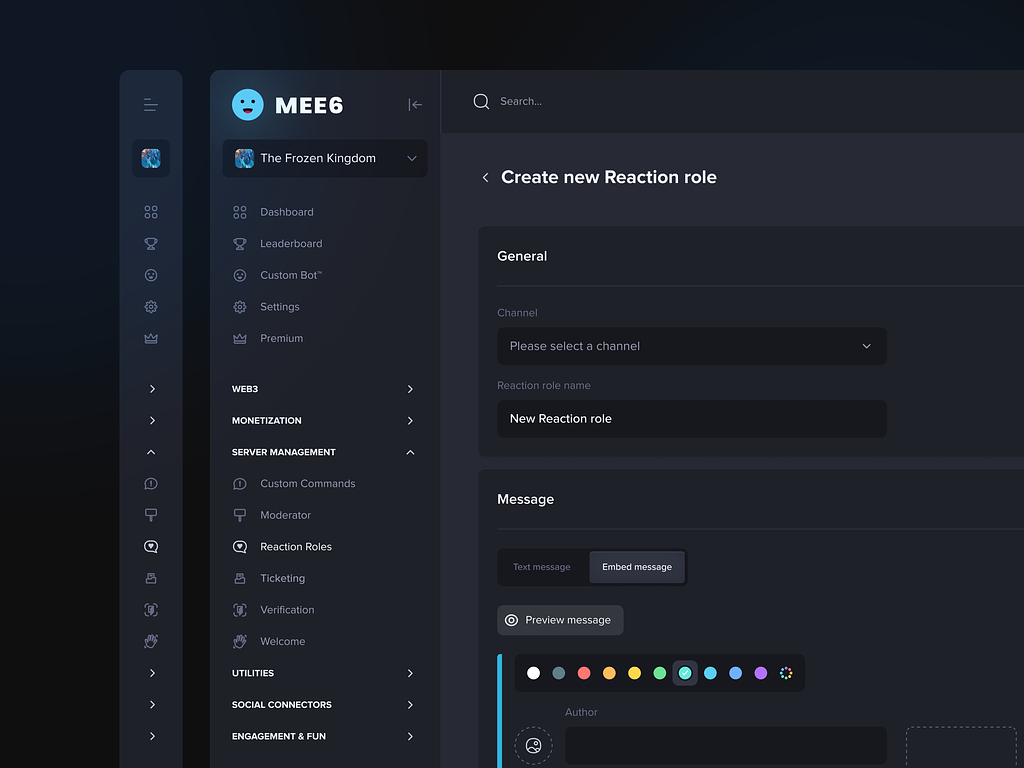 MEE6
The Frozen Kingdom
Dashboard
Leaderboard
Custom Bot™
Settings
Premium
WEB3
MONETIZATION
SERVER MANAGEMENT
Custom Commands
Moderator
Reaction Roles
Ticketing
Verification
Welcome
UTILITIES
SOCIAL CONNECTORS
ENGAGEMENT & FUN
Search...
Create new Reaction role
General
Channel
Please select a channel
Reaction role name
New Reaction role
Message
Text message
Embed message
Preview message
Author